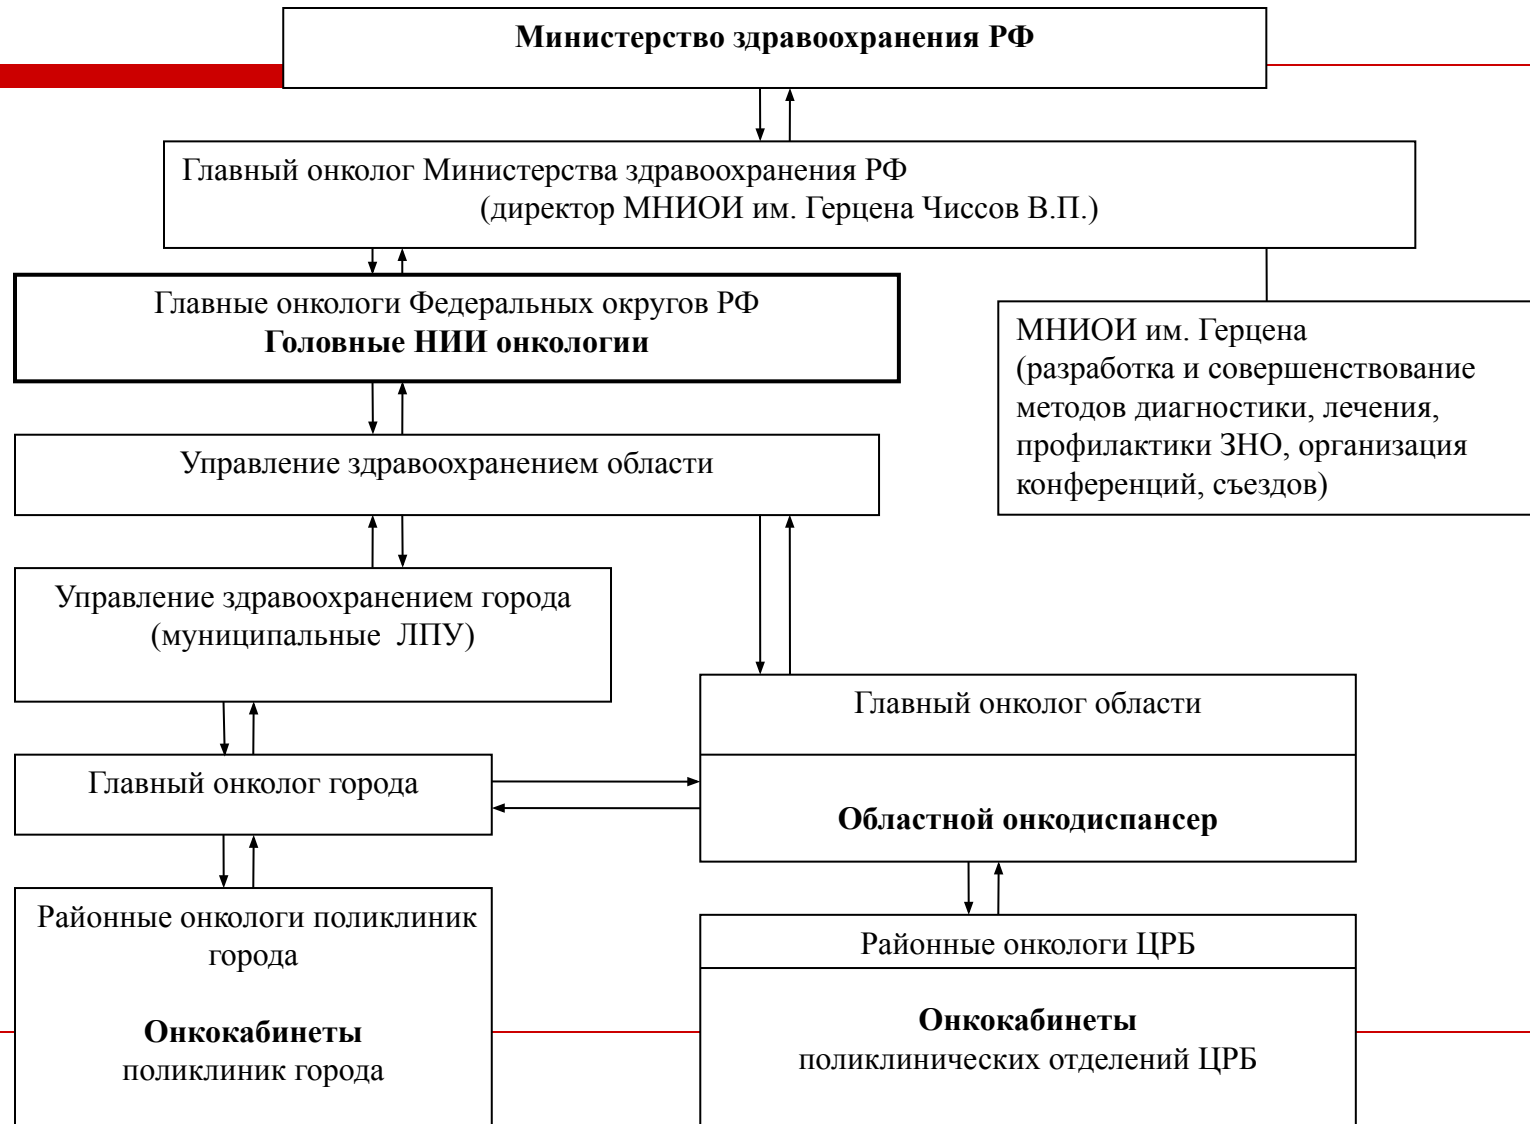 Министерство здравоохранения РФ
Главный онколог Министерства здравоохранения РФ
(директор МНИОИ им. Герцена Чиссов В.П.)
Главные онкологи Федеральных округов РФ
Головные НИИ онкологии
МНИОИ им. Герцена
(разработка и совершенствование
методов диагностики, лечения,
профилактики ЗНО, организация
конференций, съездов)
Управление здравоохранением области
Управление здравоохранением города
(муниципальные ЛПУ)
Главный онколог области
Областной онкодиспансер
Главный онколог города
Районные онкологи поликлиник
города
Онкокабинеты
поликлиник города
Районные онкологи ЦРБ
Онкокабинеты
поликлинических отделений ЦРБ